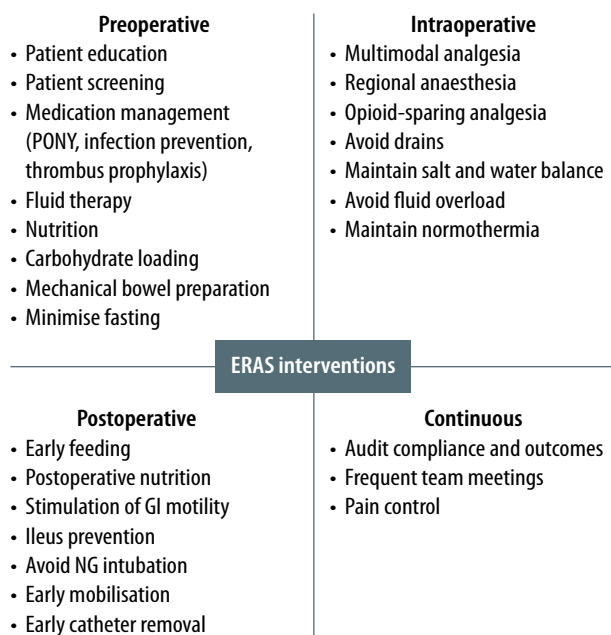 Preoperative
• Patient education
• Patient screening
• Medication management
(PONY, infection prevention,
thrombus prophylaxis)
• Fluid therapy
• Nutrition
• Carbohydrate loading
• Mechanical bowel preparation
• Minimise fasting
Intraoperative
• Multimodal analgesia
• Regional anaesthesia
• Opioid-sparing analgesia
• Avoid drains
• Maintain salt and water balance
• Avoid fluid overload
• Maintain normothermia
ERAS interventions
Postoperative
• Early feeding
• Postoperative nutrition
• Stimulation of GI motility
• Ileus prevention
• Avoid NG intubation
• Early mobilisation
• Early catheter removal
Continuous
• Audit compliance and outcomes
• Frequent team meetings
• Pain control